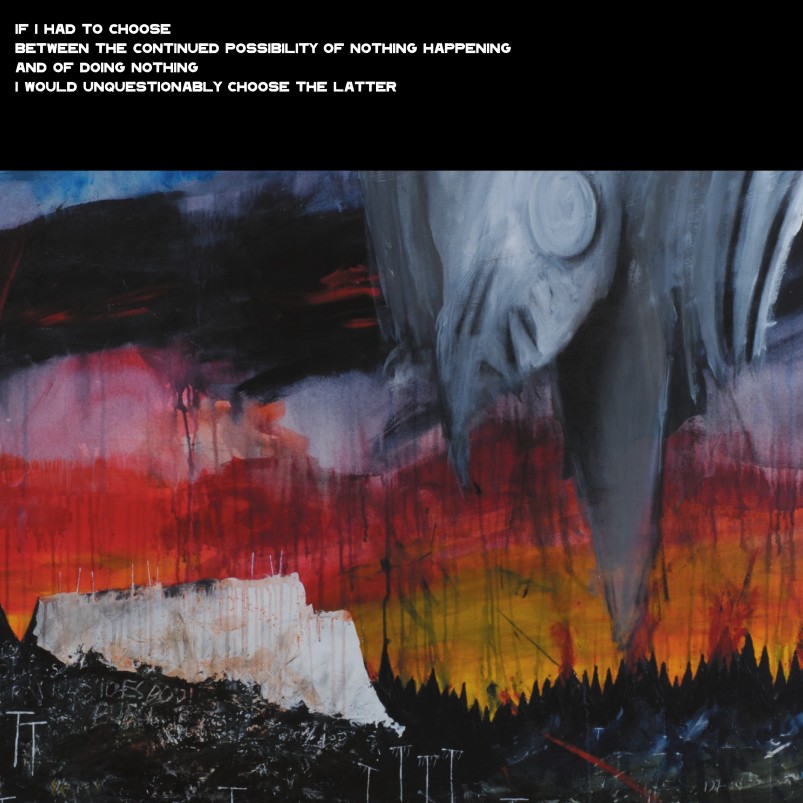 IF I HAD TO CHOOSE
BETWEEN THE CONTINUED POSSIBILITY OF NOTHING HAPPENING
AND OF DOING NOTHING
I WOULD UNQUESTIONABLY CHOOSE THE LATTER